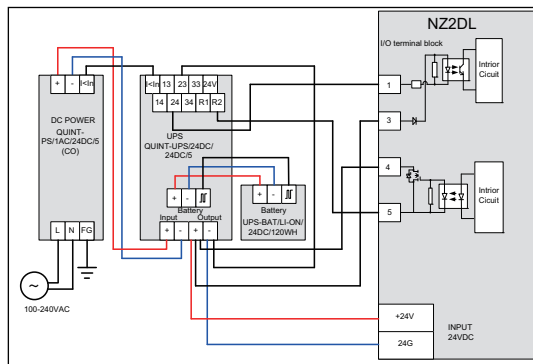 NZ2DL
I/O terminal block
Intrior
Cicuit
1
3
4
5
Intrior
Circuit
+24V
24G
INPUT
24VDC
+ - I<In
DC POWER
QUINT-
PS/1AC/24DC/5
(CO)
L N FG
100-240VAC
I<In 13 23 33 24V
14 24 34 R1 R2
UPS
QUINT-UPS/24DC/
24DC/5
+ -
Battery
Input Output
+ - + -
+ -
Battery
UPS-BAT/LI-ON/
24DC/120WH